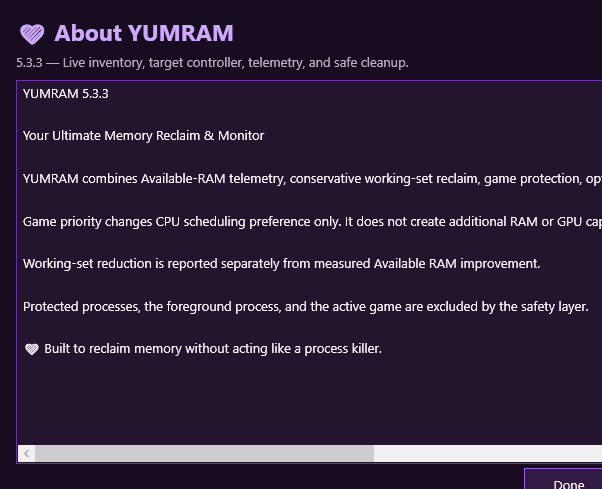 About YUMRAM
5.3.3 — Live inventory, target controller, telemetry, and safe cleanup.
YUMRAM 5.3.3
Your Ultimate Memory Reclaim & Monitor
YUMRAM combines Available-RAM telemetry, conservative working-set reclaim, game protection,
Game priority changes CPU scheduling preference only. It does not create additional RAM or GPU
Working-set reduction is reported separately from measured Available RAM improvement.
Protected processes, the foreground process, and the active game are excluded by the safety layer.
Built to reclaim memory without acting like a process killer.
Done